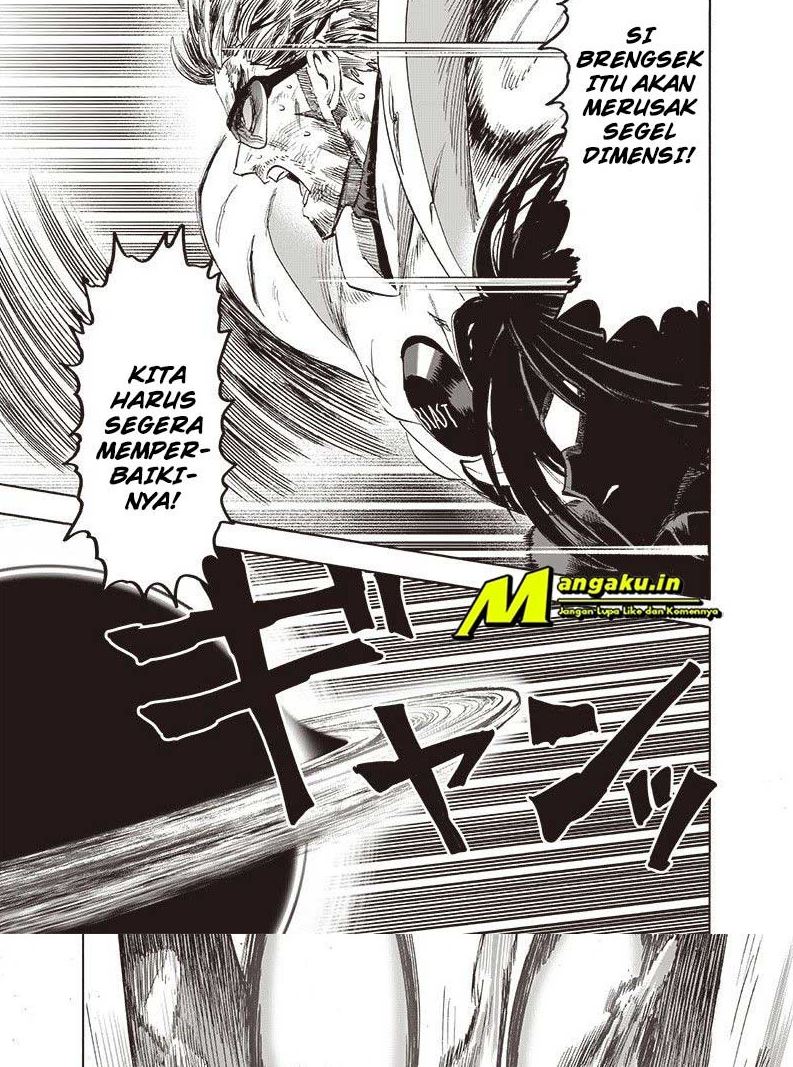 SI
BRENGSEK
ITU AKAN
MERUSAK
SEGEL
DIMENSI!
BLAST
KITA
HARUS
SEGERA
MEMPER-
BAIKI-
NYA!
Mangaku.in
Jangan Lupa Like dan Komennya
ギャンッ